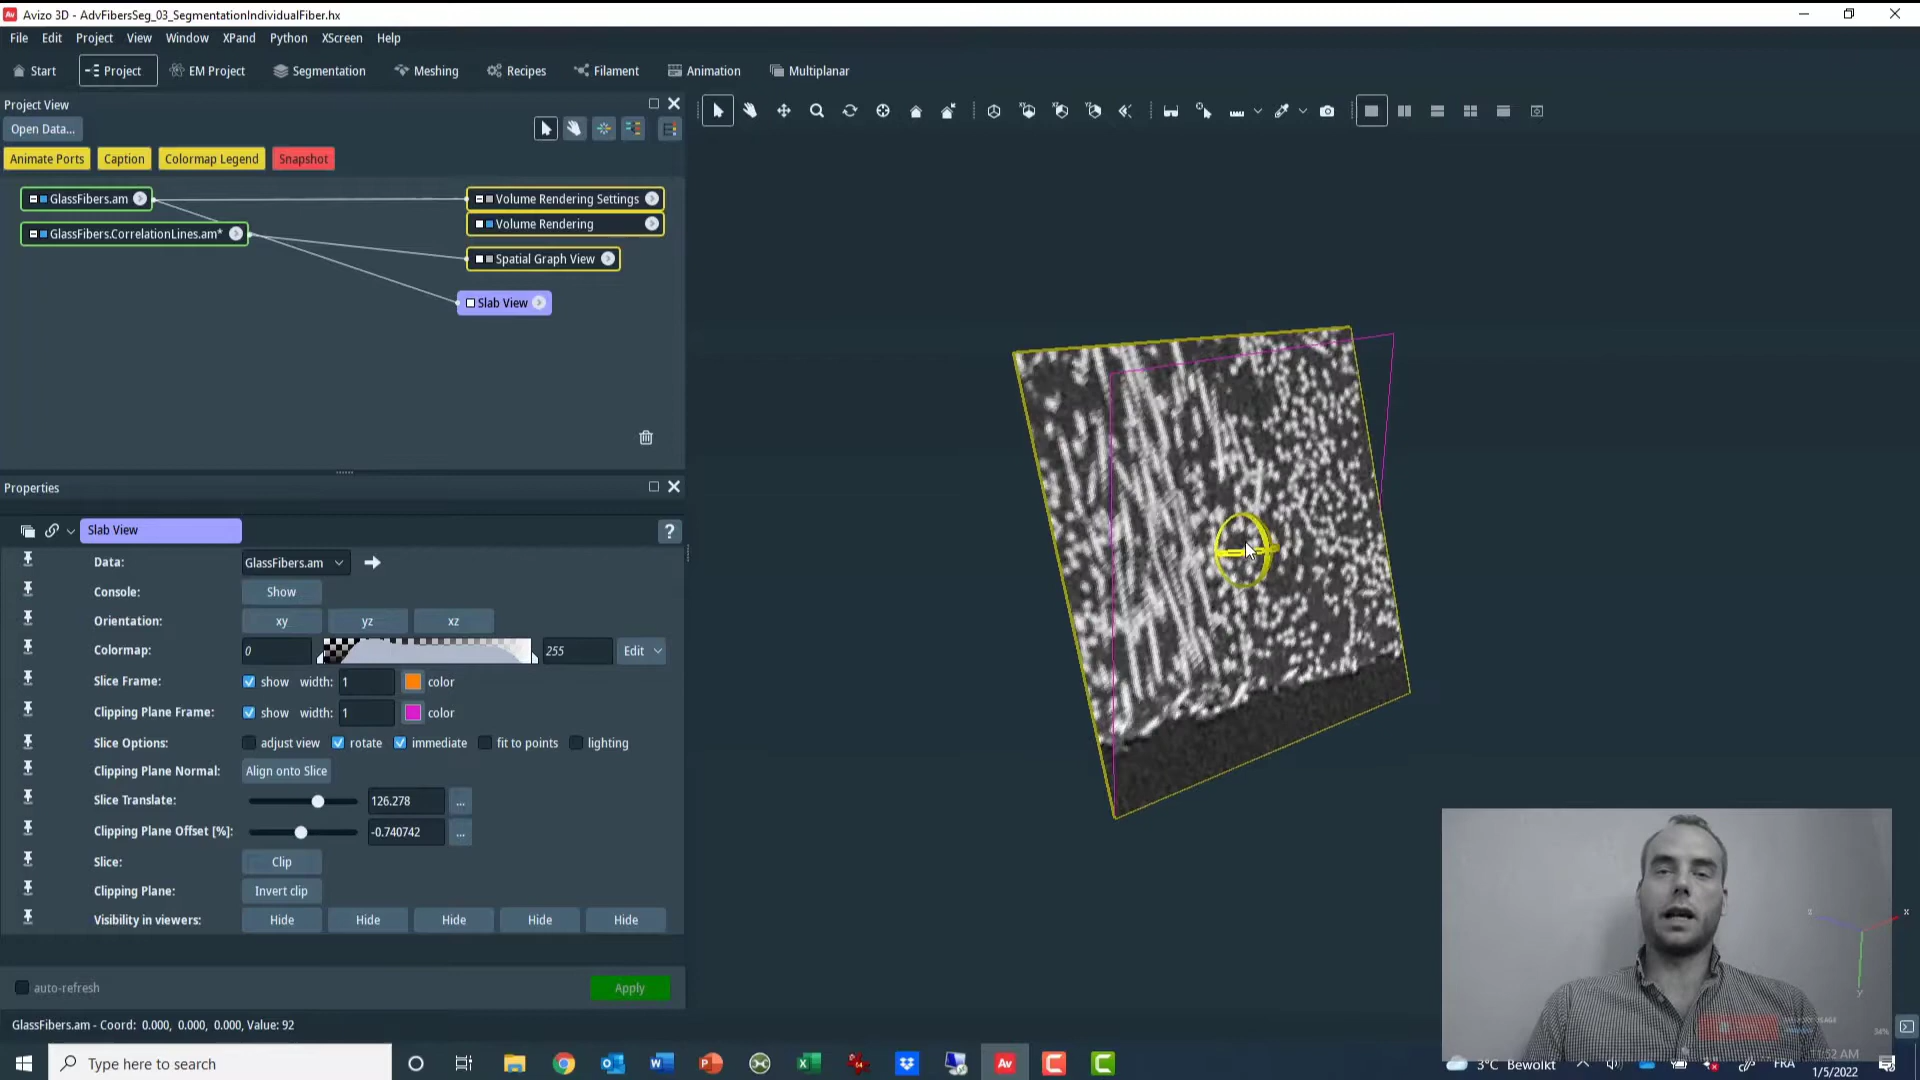 Avizo 3D - AdvFibersSeg_03_SegmentationIndividualFiber.hx
File Edit Project View Window XPand Python XScreen Help
Start Project EM Project Segmentation Meshing Recipes Filament Animation Multiplanar
Project View
Open Data...
Animate Ports Caption Colormap Legend Snapshot
GlassFibers.am
Volume Rendering Settings
Volume Rendering
GlassFibers.CorrelationLines.am*
Spatial Graph View
Slab View
Properties
Slab View ?
Data: GlassFibers.am
Console: Show
Orientation: xy yz xz
Colormap: 0 255 Edit
Slice Frame: show width: 1 color
Clipping Plane Frame: show width: 1 color
Slice Options: adjust view rotate immediate fit to points lighting
Clipping Plane Normal: Align onto Slice
Slice Translate: 126.278 ...
Clipping Plane Offset [%]: -0.740742 ...
Slice: Clip
Clipping Plane: Invert clip
Visibility in viewers: Hide Hide Hide Hide Hide
auto-refresh Apply
GlassFibers.am - Coord: 0.000, 0.000, 0.000, Value: 92
z x
y
Type here to search
3°C Bewolkt FRA
11:52 AM
1/5/2022